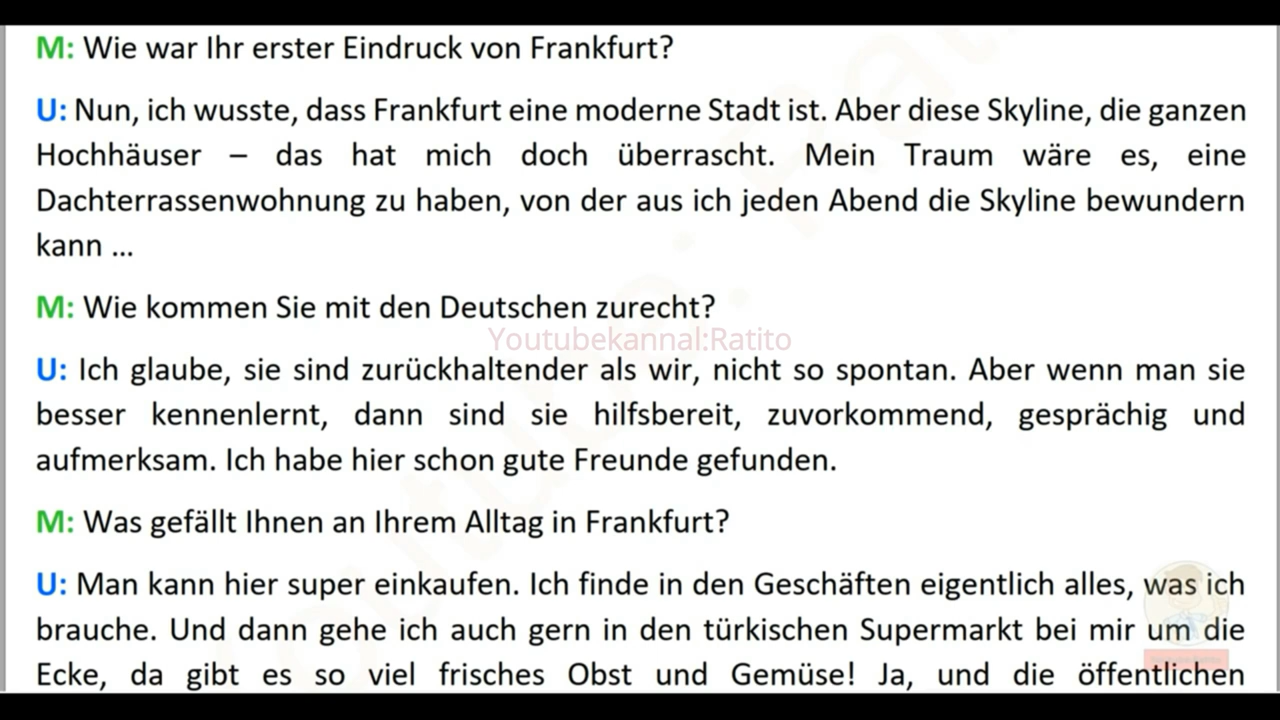 M: Wie war Ihr erster Eindruck von Frankfurt?
U: Nun, ich wusste, dass Frankfurt eine moderne Stadt ist. Aber diese Skyline, die ganzen
Hochhäuser – das hat mich doch überrascht. Mein Traum wäre es, eine
Dachterrassenwohnung zu haben, von der aus ich jeden Abend die Skyline bewundern
kann ...
M: Wie kommen Sie mit den Deutschen zurecht?
Youtubekannal:Ratito
U: Ich glaube, sie sind zurückhaltender als wir, nicht so spontan. Aber wenn man sie
besser kennenlernt, dann sind sie hilfsbereit, zuvorkommend, gesprächig und
aufmerksam. Ich habe hier schon gute Freunde gefunden.
M: Was gefällt Ihnen an Ihrem Alltag in Frankfurt?
U: Man kann hier super einkaufen. Ich finde in den Geschäften eigentlich alles, was ich
brauche. Und dann gehe ich auch gern in den türkischen Supermarkt bei mir um die
Ecke, da gibt es so viel frisches Obst und Gemüse! Ja, und die öffentlichen